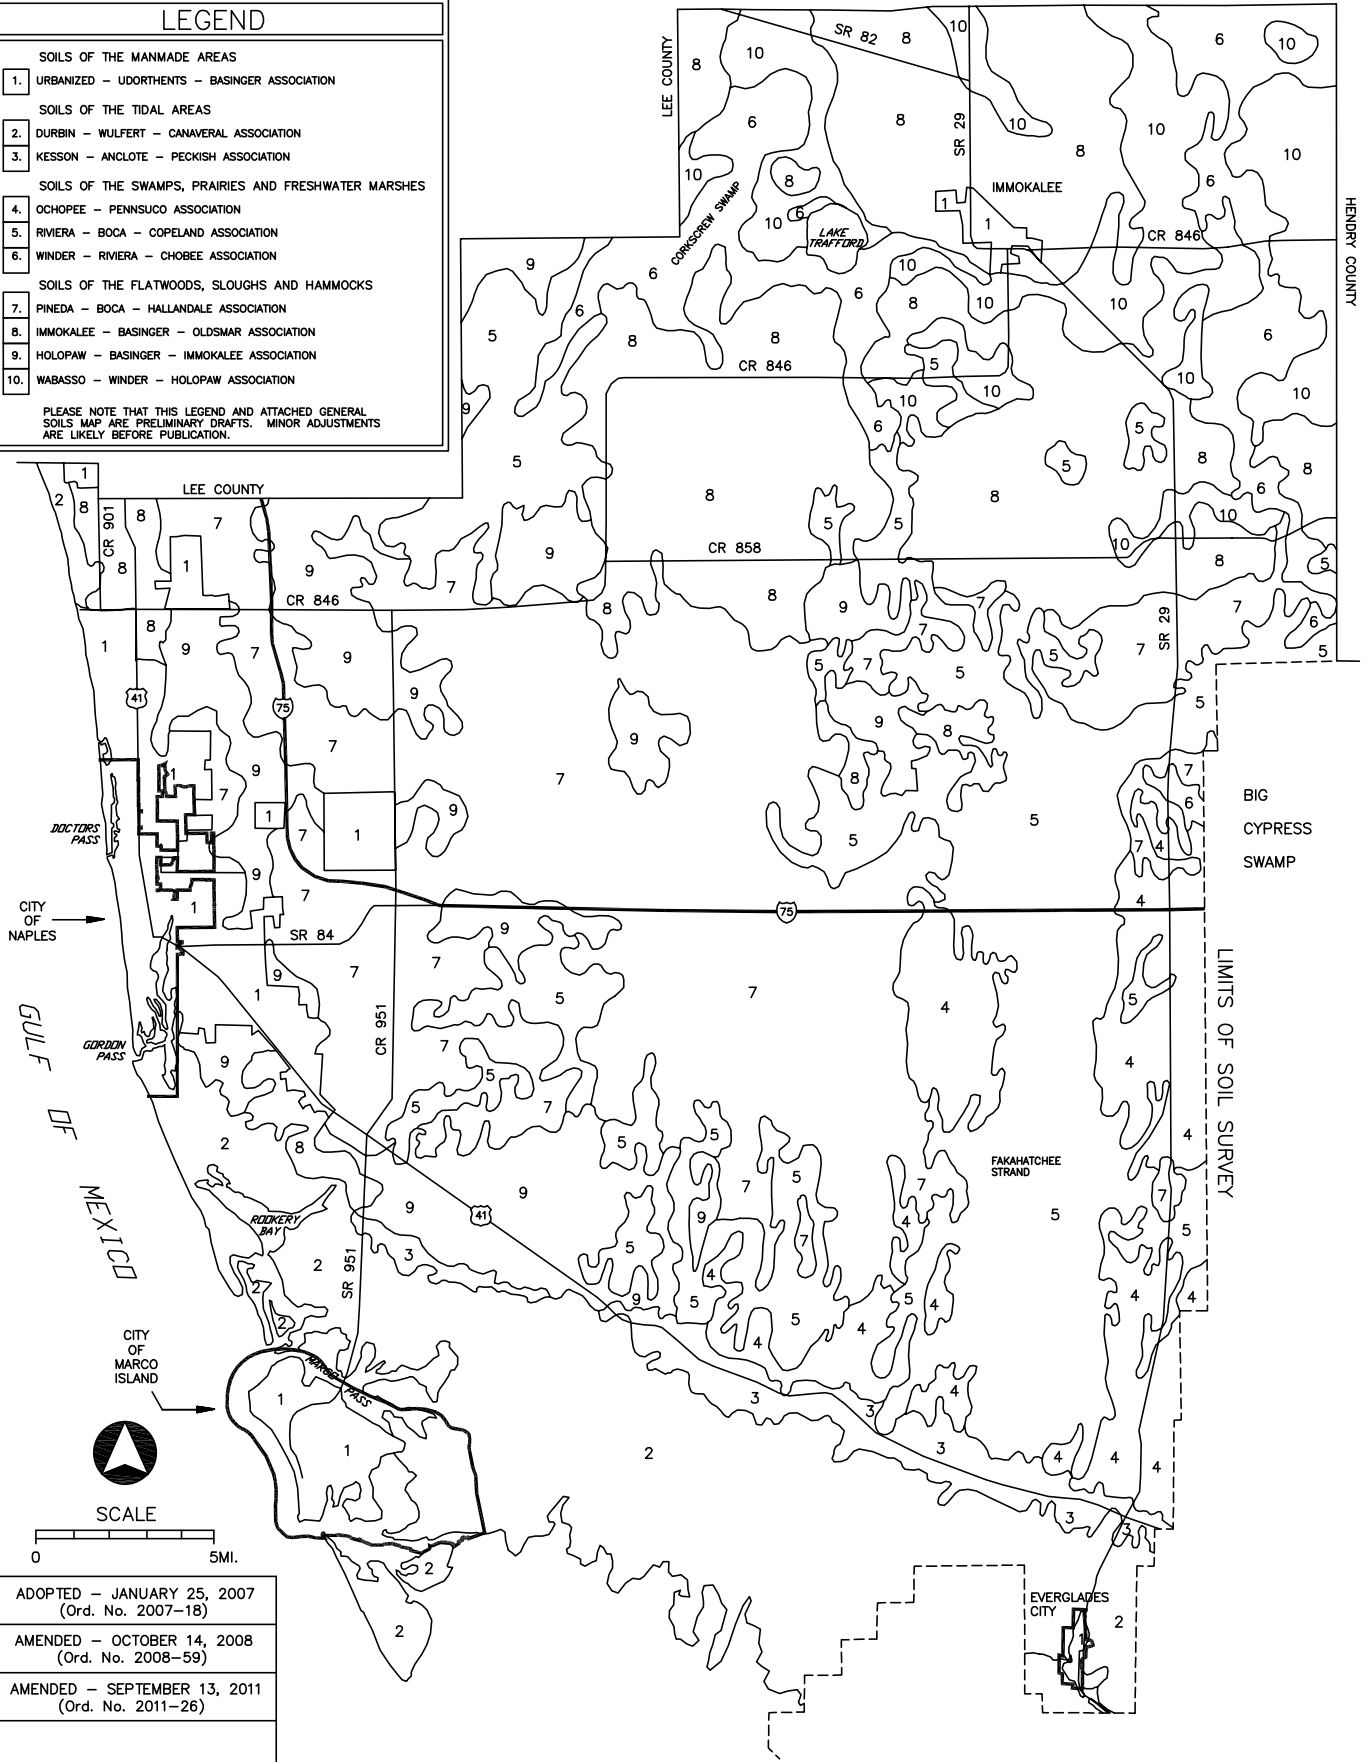 LEGEND
SOILS OF THE MANMADE AREAS
1. URBANIZED – UDORTHENTS – BASINGER ASSOCIATION
SOILS OF THE TIDAL AREAS
2. DURBIN – WULFERT – CANAVERAL ASSOCIATION
3. KESSON – ANCLOTE – PECKISH ASSOCIATION
SOILS OF THE SWAMPS, PRAIRIES AND FRESHWATER MARSHES
4. OCHOPEE – PENNSUCO ASSOCIATION
5. RIVIERA – BOCA – COPELAND ASSOCIATION
6. WINDER – RIVIERA – CHOBEE ASSOCIATION
SOILS OF THE FLATWOODS, SLOUGHS AND HAMMOCKS
7. PINEDA – BOCA – HALLANDALE ASSOCIATION
8. IMMOKALEE – BASINGER – OLDSMAR ASSOCIATION
9. HOLOPAW – BASINGER – IMMOKALEE ASSOCIATION
10. WABASSO – WINDER – HOLOPAW ASSOCIATION
PLEASE NOTE THAT THIS LEGEND AND ATTACHED GENERAL
SOILS MAP ARE PRELIMINARY DRAFTS. MINOR ADJUSTMENTS
ARE LIKELY BEFORE PUBLICATION.
LEE COUNTY
SR 82
SR 29
IMMOKALEE
HENDRY COUNTY
CORKSCREW SWAMP
LAKE
TRAFFORD
CR 846
CR 846
LEE COUNTY
CR 901
CR 858
CR 846
SR 29
41
75
BIG
CYPRESS
SWAMP
DOCTORS
PASS
CITY
OF
NAPLES
75
SR 84
CR 951
LIMITS OF SOIL SURVEY
GULF OF MEXICO
GORDON
PASS
FAKAHATCHEE
STRAND
ROOKERY
BAY
41
SR 951
CITY
OF
MARCO
ISLAND
MARCO PASS
SCALE
0 5MI.
EVERGLADES
CITY
ADOPTED – JANUARY 25, 2007
(Ord. No. 2007–18)
AMENDED – OCTOBER 14, 2008
(Ord. No. 2008–59)
AMENDED – SEPTEMBER 13, 2011
(Ord. No. 2011–26)